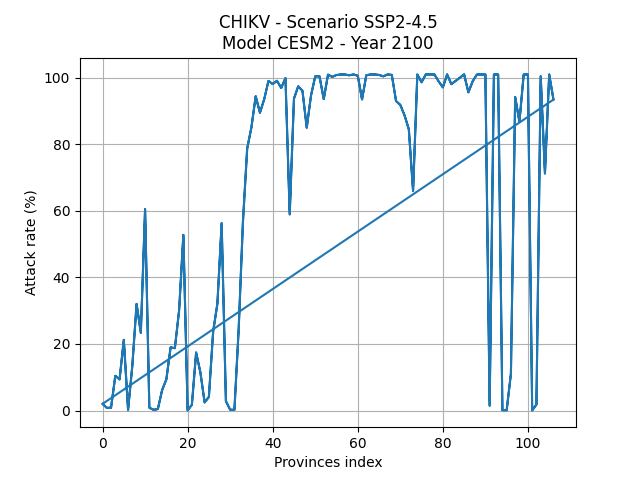 CHIKV - Scenario SSP2-4.5
Model CESM2 - Year 2100
Attack rate (%)
100
80
60
40
20
0
0 20 40 60 80 100
Provinces index